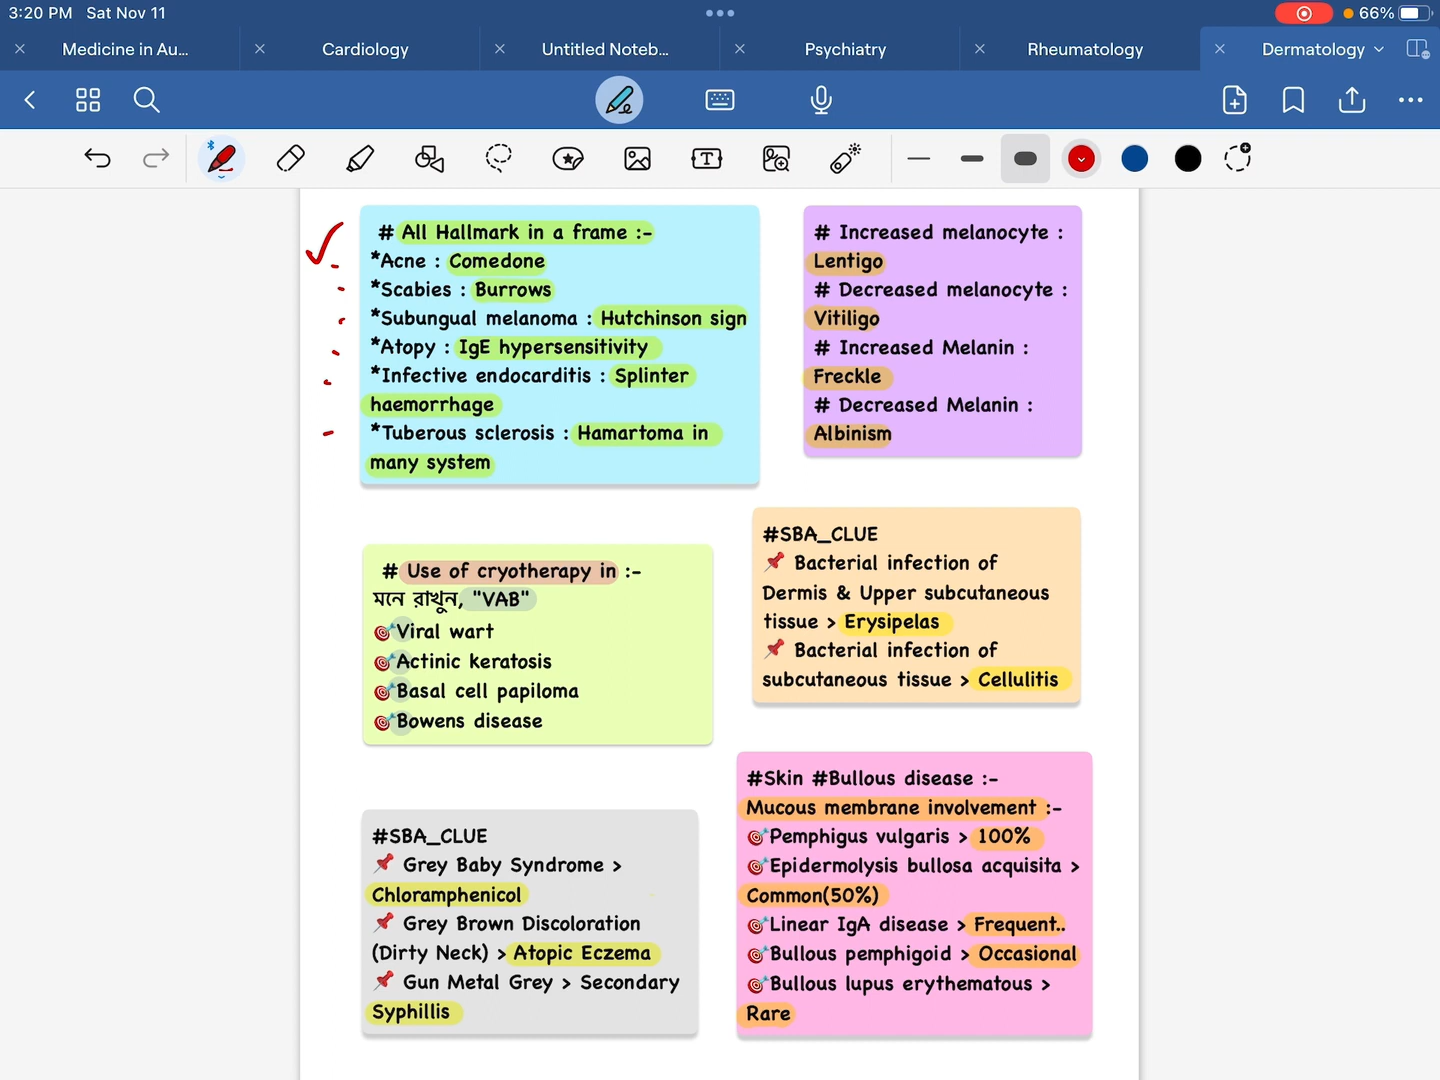 3:20 PM Sat Nov 11
66%
Medicine in Au...
Cardiology
Untitled Noteb...
Psychiatry
Rheumatology
Dermatology
# All Hallmark in a frame :-
*Acne : Comedone
*Scabies : Burrows
*Subungual melanoma : Hutchinson sign
*Atopy : IgE hypersensitivity
*Infective endocarditis : Splinter
haemorrhage
*Tuberous sclerosis : Hamartoma in
many system
# Increased melanocyte :
Lentigo
# Decreased melanocyte :
Vitiligo
# Increased Melanin :
Freckle
# Decreased Melanin :
Albinism
# Use of cryotherapy in :-
মনে রাখুন, "VAB"
🎯Viral wart
🎯Actinic keratosis
🎯Basal cell papiloma
🎯Bowens disease
#SBA_CLUE
📌 Bacterial infection of
Dermis & Upper subcutaneous
tissue > Erysipelas
📌 Bacterial infection of
subcutaneous tissue > Cellulitis
#SBA_CLUE
📌 Grey Baby Syndrome >
Chloramphenicol
📌 Grey Brown Discoloration
(Dirty Neck) > Atopic Eczema
📌 Gun Metal Grey > Secondary
Syphillis
#Skin #Bullous disease :-
Mucous membrane involvement :-
🎯Pemphigus vulgaris > 100%
🎯Epidermolysis bullosa acquisita >
Common(50%)
🎯Linear IgA disease > Frequent..
🎯Bullous pemphigoid > Occasional
🎯Bullous lupus erythematous >
Rare